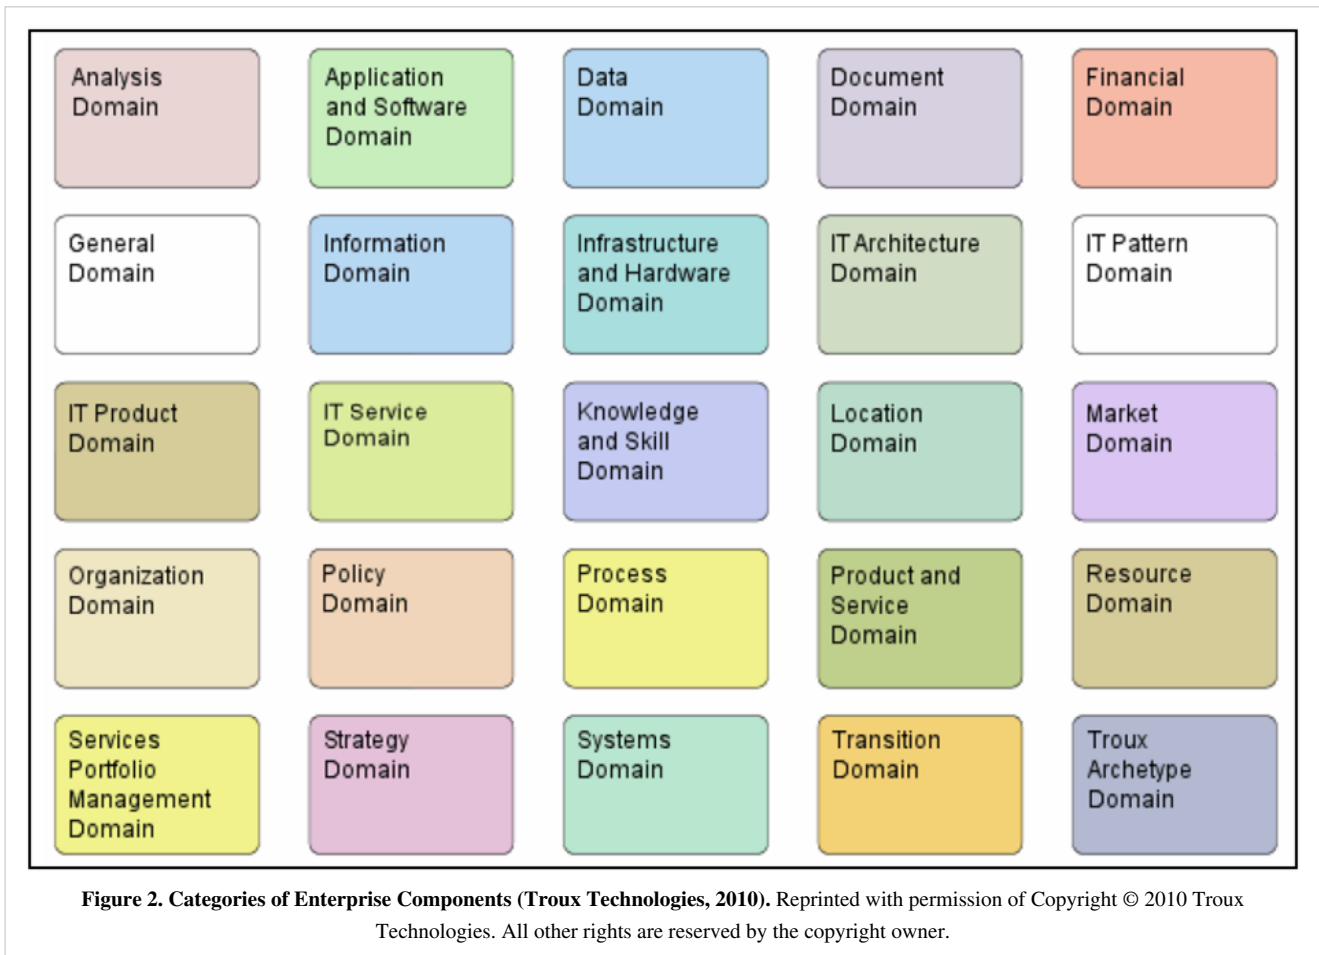 Analysis
Domain
Application
and Software
Domain
Data
Domain
Document
Domain
Financial
Domain
General
Domain
Information
Domain
Infrastructure
and Hardware
Domain
IT Architecture
Domain
IT Pattern
Domain
IT Product
Domain
IT Service
Domain
Knowledge
and Skill
Domain
Location
Domain
Market
Domain
Organization
Domain
Policy
Domain
Process
Domain
Product and
Service
Domain
Resource
Domain
Services
Portfolio
Management
Domain
Strategy
Domain
Systems
Domain
Transition
Domain
Troux
Archetype
Domain
Figure 2. Categories of Enterprise Components (Troux Technologies, 2010). Reprinted with permission of Copyright © 2010 Troux
Technologies. All other rights are reserved by the copyright owner.